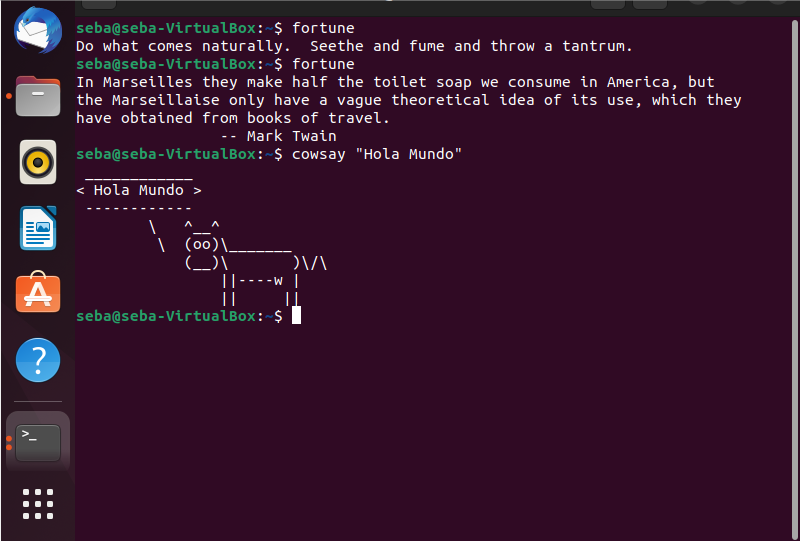 seba@seba-VirtualBox:~$ fortune
Do what comes naturally.  Seethe and fume and throw a tantrum.
seba@seba-VirtualBox:~$ fortune
In Marseilles they make half the toilet soap we consume in America, but
the Marseillaise only have a vague theoretical idea of its use, which they
have obtained from books of travel.
                -- Mark Twain
seba@seba-VirtualBox:~$ cowsay "Hola Mundo"
 ____________
< Hola Mundo >
 ------------
        \   ^__^
         \  (oo)\_______
            (__)\       )\/\
                ||----w |
                ||     ||
seba@seba-VirtualBox:~$